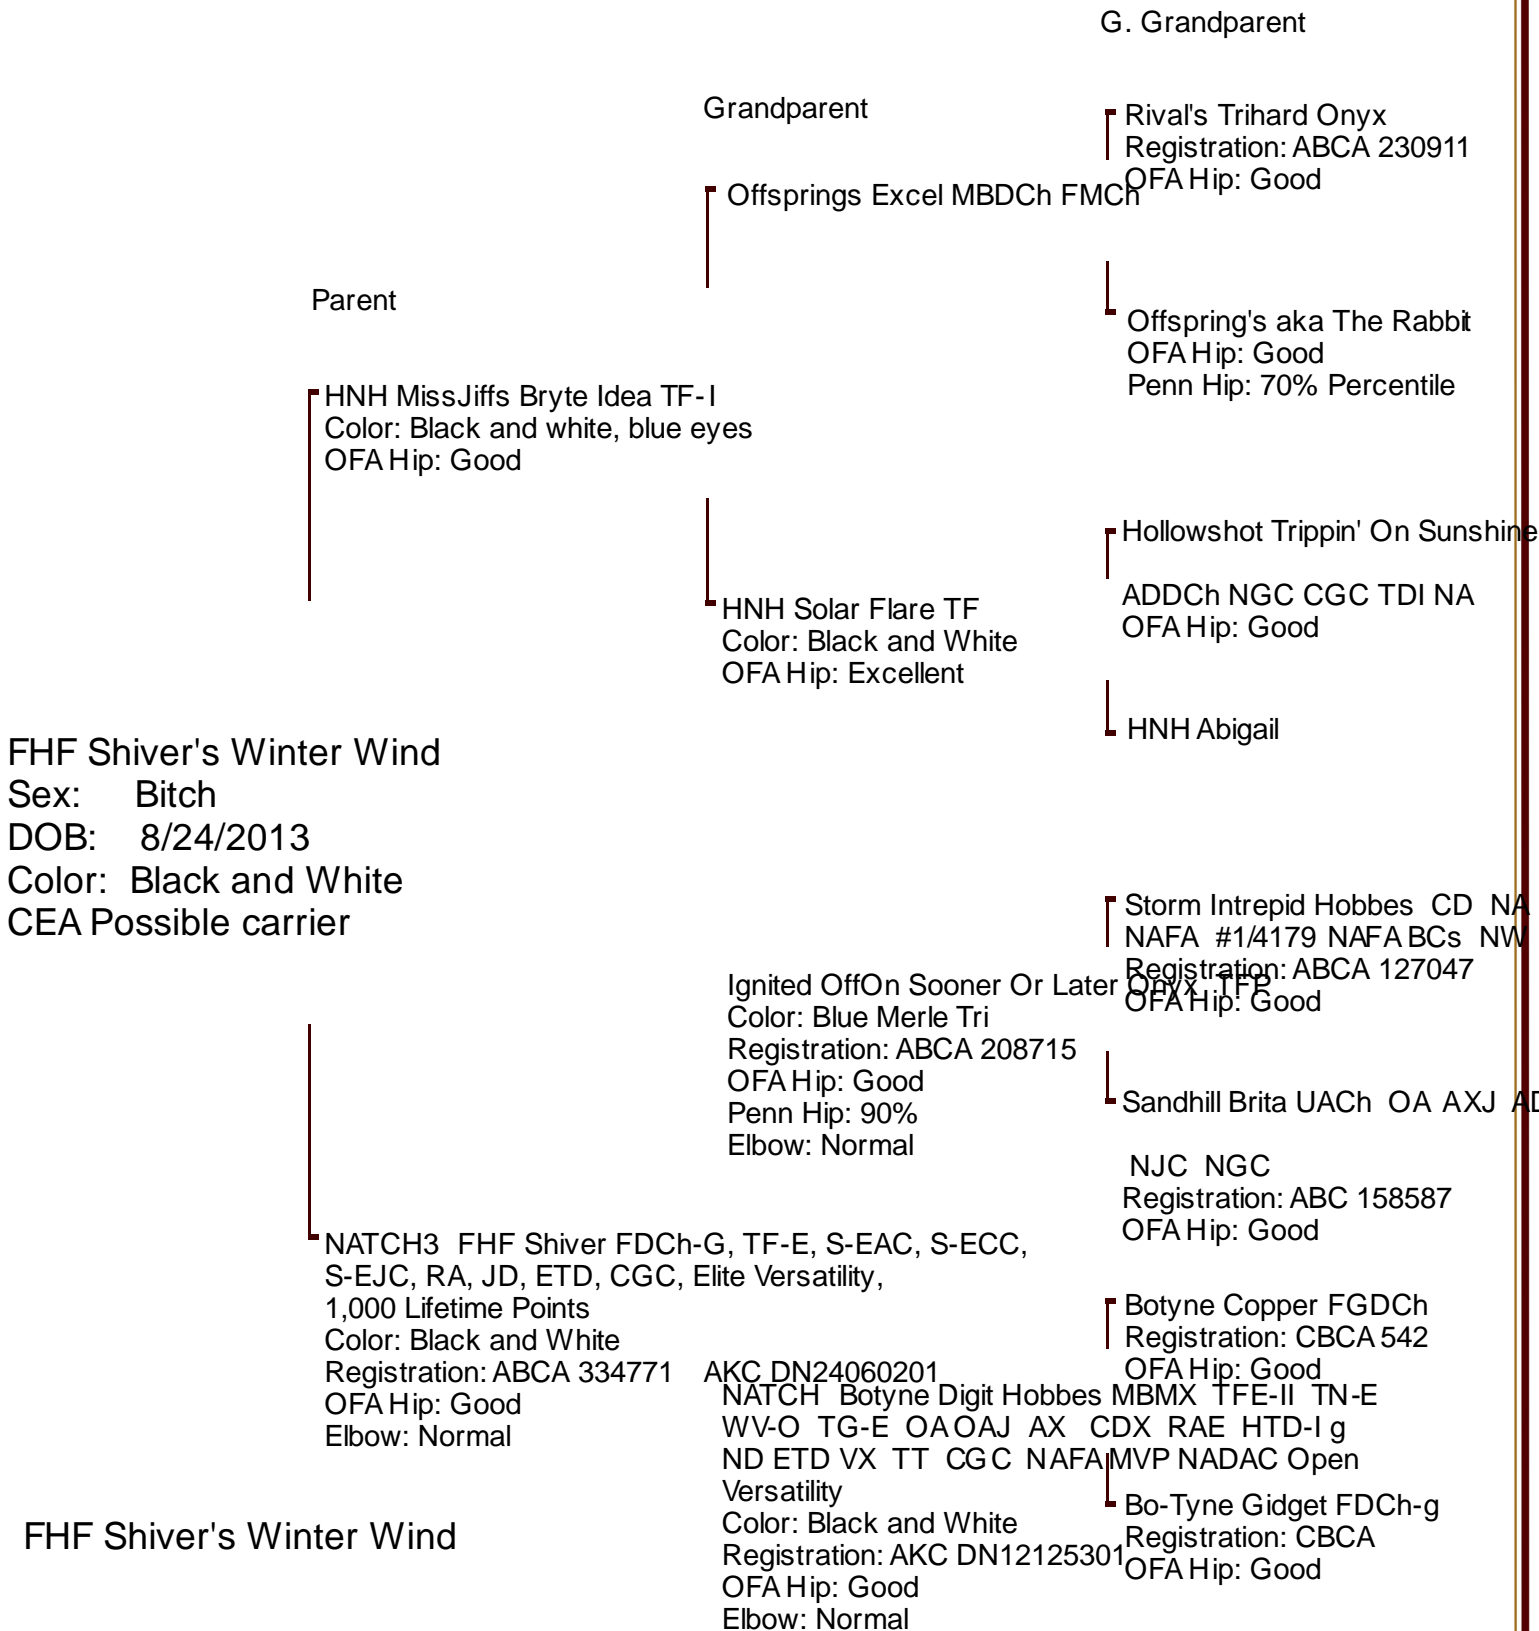 G. Grandparent
Grandparent
Rival's Trihard Onyx
Registration: ABCA 230911
OFA Hip: Good
Offsprings Excel MBDCh FMCh
Parent
Offspring's aka The Rabbit
OFA Hip: Good
Penn Hip: 70% Percentile
HNH MissJiffs Bryte Idea TF-I
Color: Black and white, blue eyes
OFA Hip: Good
Hollowshot Trippin' On Sunshine
ADDCh NGC CGC TDI NA
OFA Hip: Good
HNH Solar Flare TF
Color: Black and White
OFA Hip: Excellent
HNH Abigail
FHF Shiver's Winter Wind
Sex: Bitch
DOB: 8/24/2013
Color: Black and White
CEA Possible carrier
Storm Intrepid Hobbes CD NA
NAFA #1/4179 NAFA BCs NW
Registration: ABCA 127047
OFA Hip: Good
Ignited OffOn Sooner Or Later Onyx TFP
Color: Blue Merle Tri
Registration: ABCA 208715
OFA Hip: Good
Penn Hip: 90%
Elbow: Normal
Sandhill Brita UACh OA AXJ
NJC NGC
Registration: ABC 158587
OFA Hip: Good
NATCH3 FHF Shiver FDCh-G, TF-E, S-EAC, S-ECC,
S-EJC, RA, JD, ETD, CGC, Elite Versatility,
1,000 Lifetime Points
Color: Black and White
Registration: ABCA 334771 AKC DN24060201
OFA Hip: Good
Elbow: Normal
Botyne Copper FGDCh
Registration: CBCA 542
OFA Hip: Good
NATCH Botyne Digit Hobbes MBMX TFE-II TN-E
WV-O TG-E OA OAJ AX CDX RAE HTD-I g
ND ETD VX TT CGC NAFA MVP NADAC Open
Versatility
Color: Black and White
Registration: AKC DN12125301
OFA Hip: Good
Elbow: Normal
Bo-Tyne Gidget FDCh-g
Registration: CBCA
OFA Hip: Good
FHF Shiver's Winter Wind